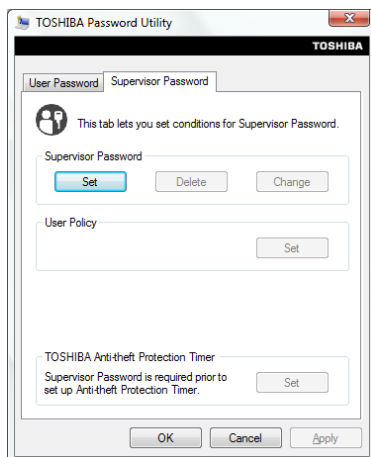 TOSHIBA Password Utility
TOSHIBA
User Password Supervisor Password
This tab lets you set conditions for Supervisor Password.
Supervisor Password
Set Delete Change
User Policy
Set
TOSHIBA Anti-theft Protection Timer
Supervisor Password is required prior to
set up Anti-theft Protection Timer.
Set
OK Cancel Apply